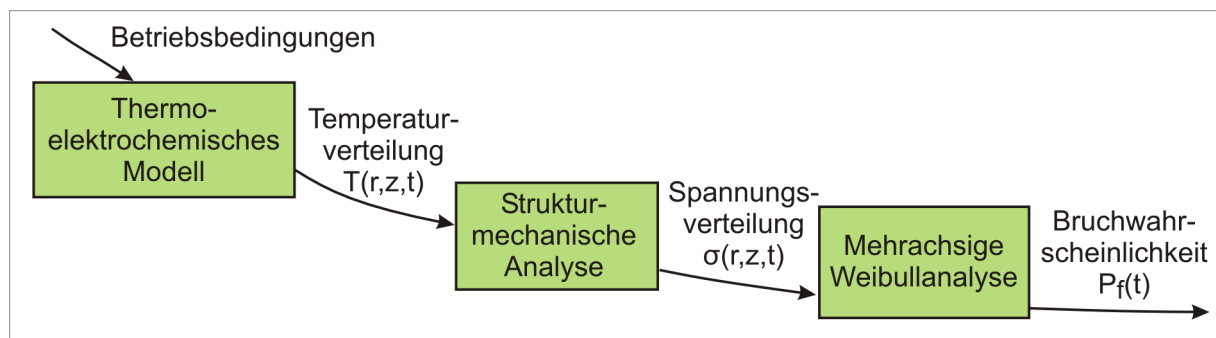 Betriebsbedingungen
Thermo-
elektrochemisches
Modell
Temperatur-
verteilung
T(r,z,t)
Struktur-
mechanische
Analyse
Spannungs-
verteilung
σ(r,z,t)
Mehrachsige
Weibullanalyse
Bruchwahr-
scheinlichkeit
Pf(t)